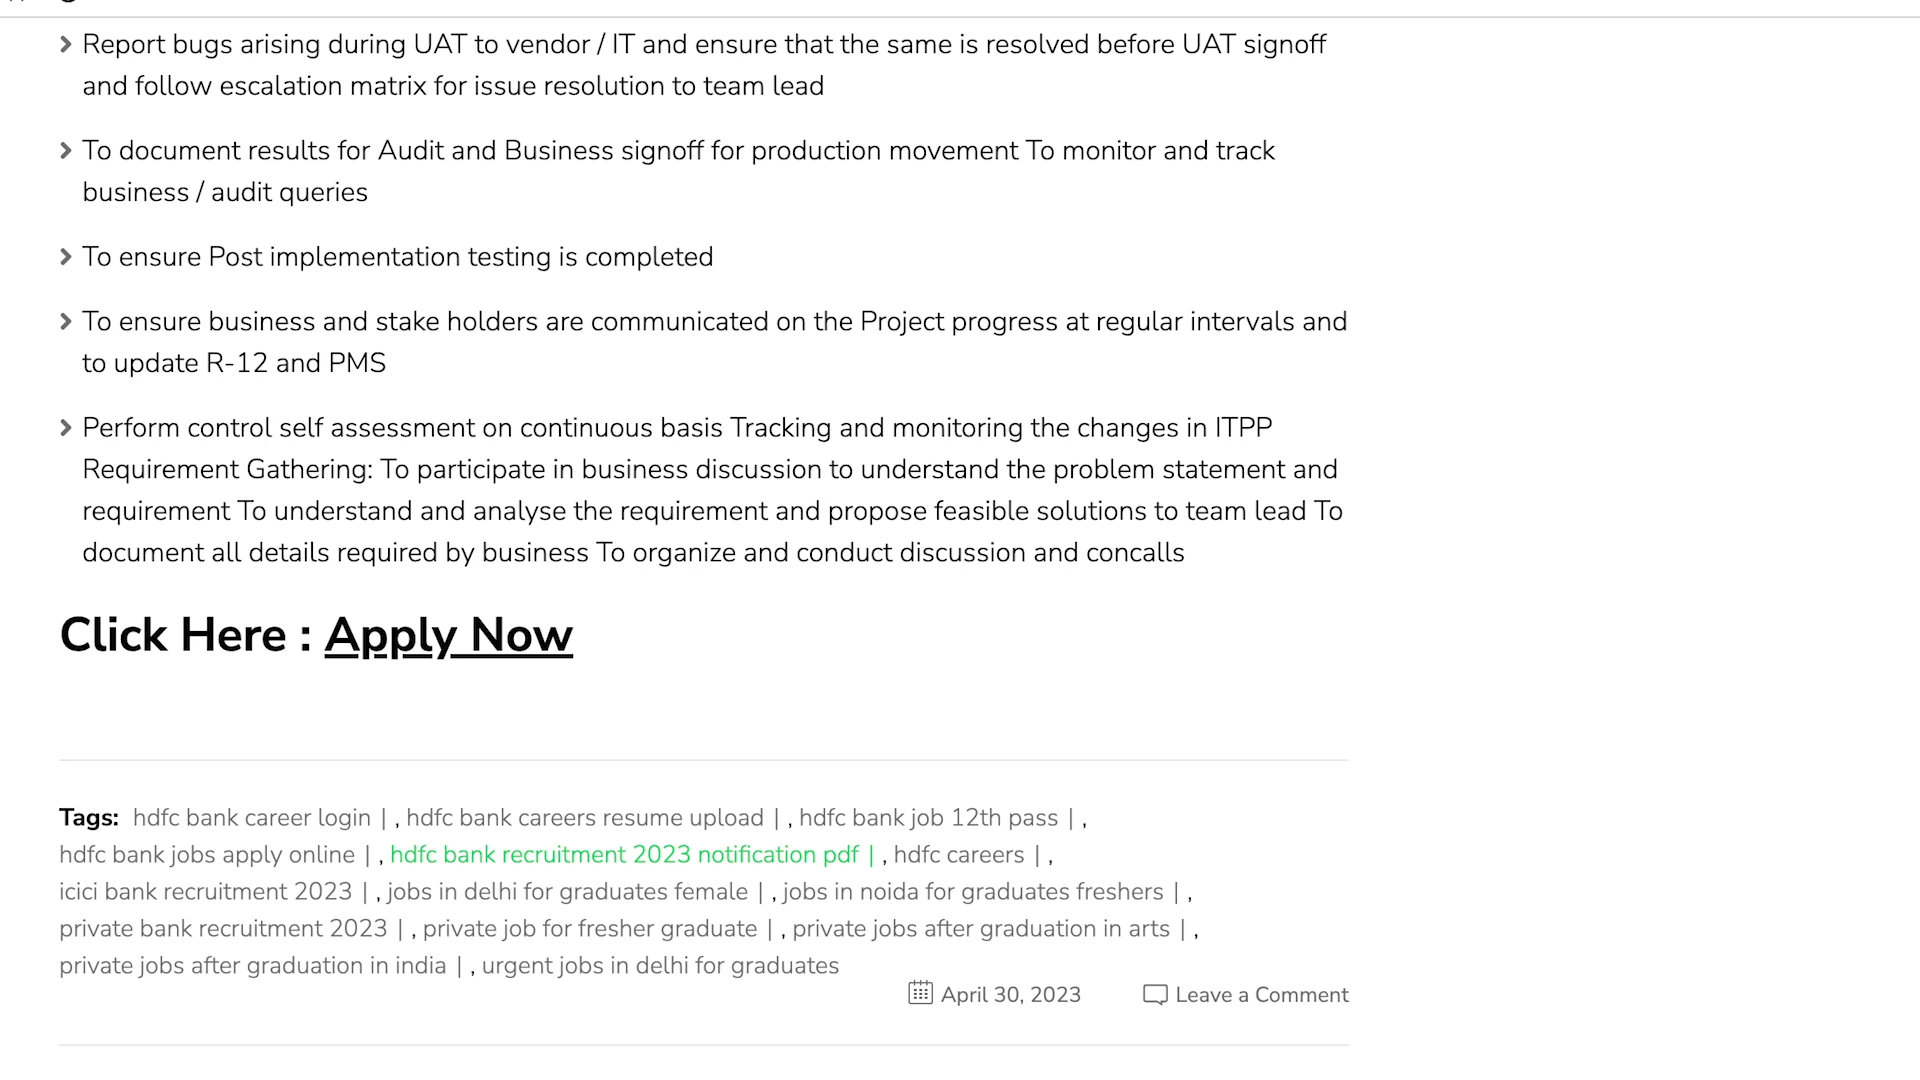 Report bugs arising during UAT to vendor / IT and ensure that the same is resolved before UAT signoff
and follow escalation matrix for issue resolution to team lead
To document results for Audit and Business signoff for production movement To monitor and track
business / audit queries
To ensure Post implementation testing is completed
To ensure business and stake holders are communicated on the Project progress at regular intervals and
to update R-12 and PMS
Perform control self assessment on continuous basis Tracking and monitoring the changes in ITPP
Requirement Gathering: To participate in business discussion to understand the problem statement and
requirement To understand and analyse the requirement and propose feasible solutions to team lead To
document all details required by business To organize and conduct discussion and concalls
Click Here : Apply Now
Tags: hdfc bank career login | , hdfc bank careers resume upload | , hdfc bank job 12th pass | ,
hdfc bank jobs apply online | , hdfc bank recruitment 2023 notification pdf | , hdfc careers | ,
icici bank recruitment 2023 | , jobs in delhi for graduates female | , jobs in noida for graduates freshers | ,
private bank recruitment 2023 | , private job for fresher graduate | , private jobs after graduation in arts | ,
private jobs after graduation in india | , urgent jobs in delhi for graduates
April 30, 2023 Leave a Comment